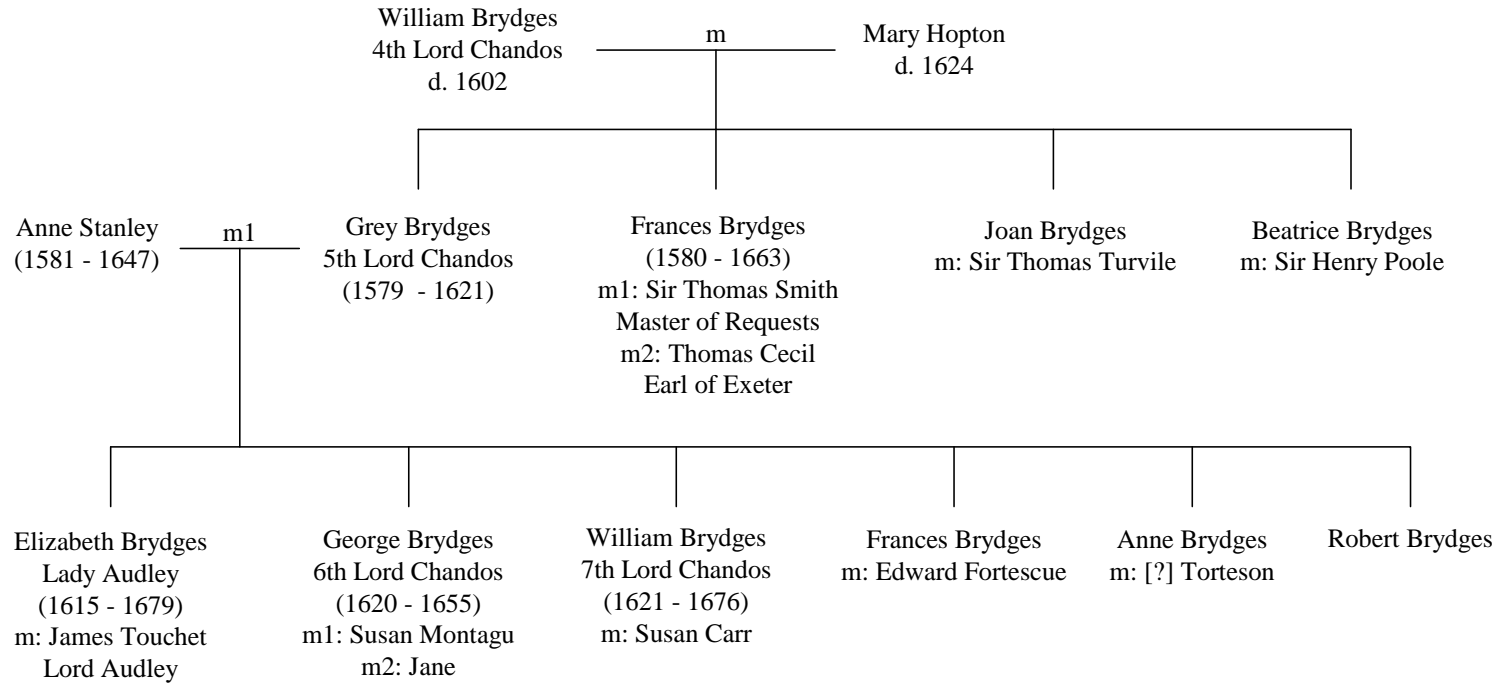 William Brydges
4th Lord Chandos
d. 1602
m
Mary Hopton
d. 1624
Anne Stanley
(1581 - 1647)
m1
Grey Brydges
5th Lord Chandos
(1579 - 1621)
Frances Brydges
(1580 - 1663)
m1: Sir Thomas Smith
Master of Requests
m2: Thomas Cecil
Earl of Exeter
Joan Brydges
m: Sir Thomas Turvile
Beatrice Brydges
m: Sir Henry Poole
Elizabeth Brydges
Lady Audley
(1615 - 1679)
m: James Touchet
Lord Audley
George Brydges
6th Lord Chandos
(1620 - 1655)
m1: Susan Montagu
m2: Jane
William Brydges
7th Lord Chandos
(1621 - 1676)
m: Susan Carr
Frances Brydges
m: Edward Fortescue
Anne Brydges
m: [?] Torteson
Robert Brydges